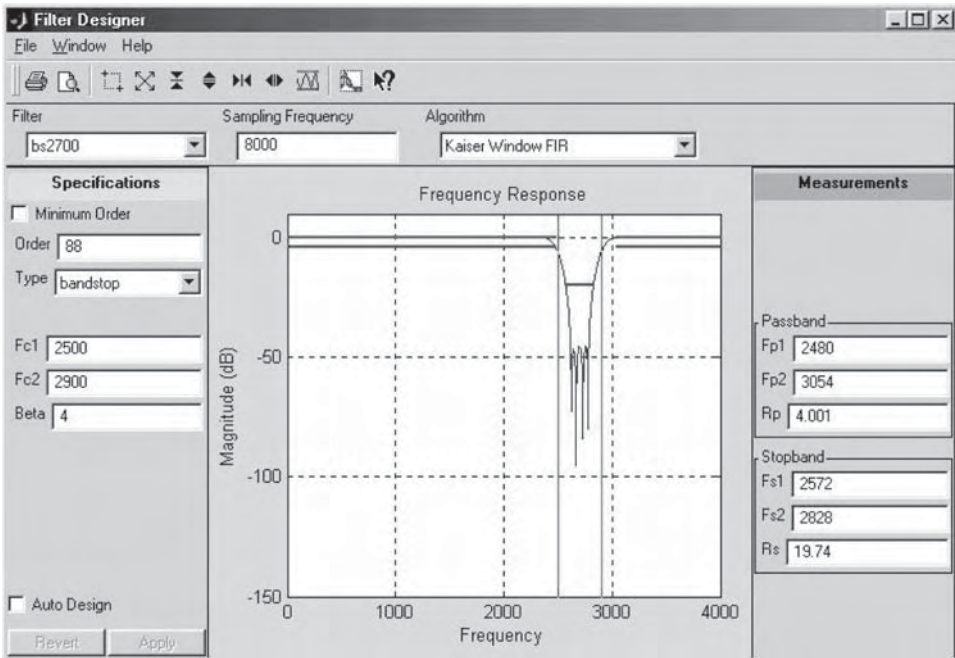 Filter Designer
File Window Help
Filter
Sampling Frequency
Algorithm
bs2700
8000
Kaiser Window FIR
Specifications
Minimum Order
Order 88
Type bandstop
Fc1 2500
Fc2 2900
Beta 4
Auto Design
Revert Apply
Frequency Response
Magnitude (dB)
0
-50
-100
-150
0 1000 2000 3000 4000
Frequency
Measurements
Passband
Fp1 2480
Fp2 3054
Rp 4.001
Stopband
Fs1 2572
Fs2 2828
Rs 19.74